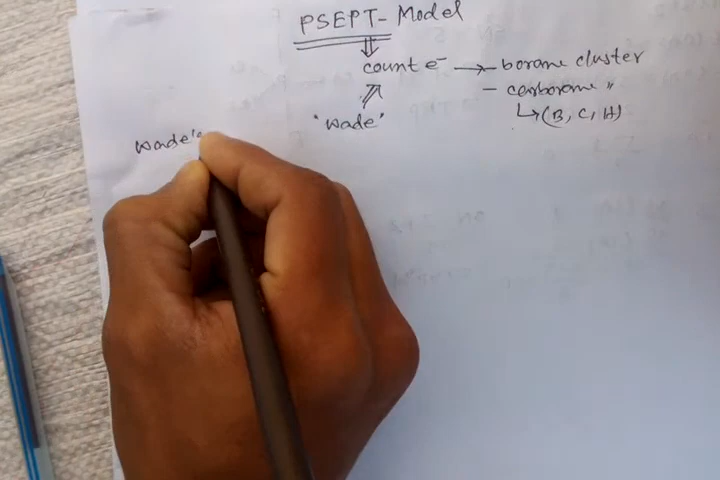 PSEPT - Model
count e⁻ → - borane cluster
- carborane "
"wade" ↳ (B, C, H)
wade's